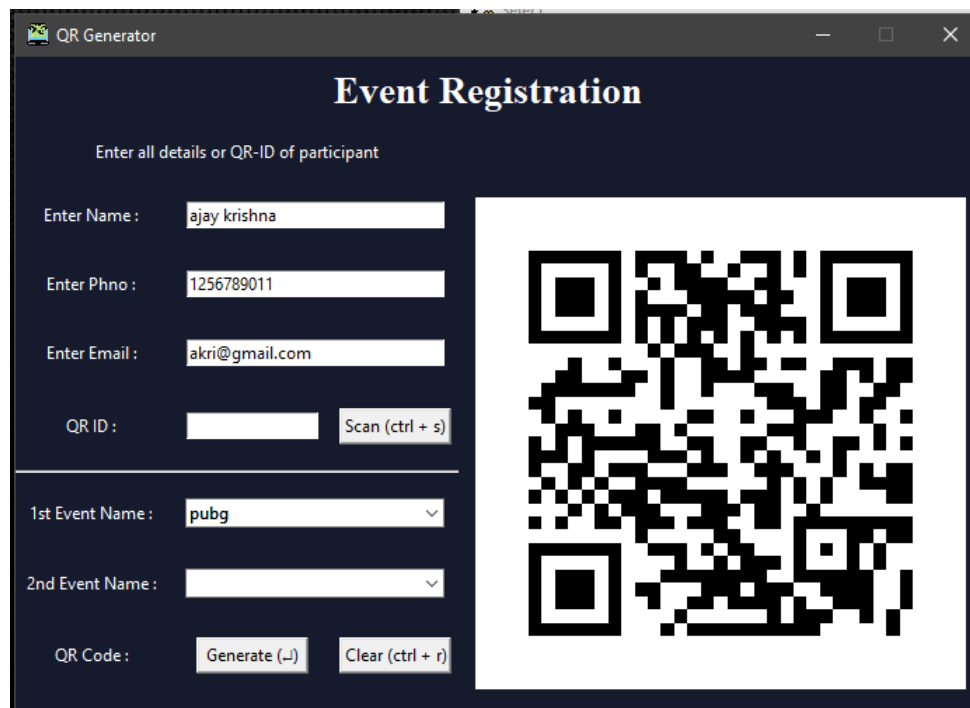 QR Generator
Event Registration
Enter all details or QR-ID of participant
Enter Name :
ajay krishna
Enter Phno :
1256789011
Enter Email :
akri@gmail.com
QR ID :
Scan (ctrl + s)
1st Event Name :
pubg
2nd Event Name :
QR Code :
Generate (↵)
Clear (ctrl + r)